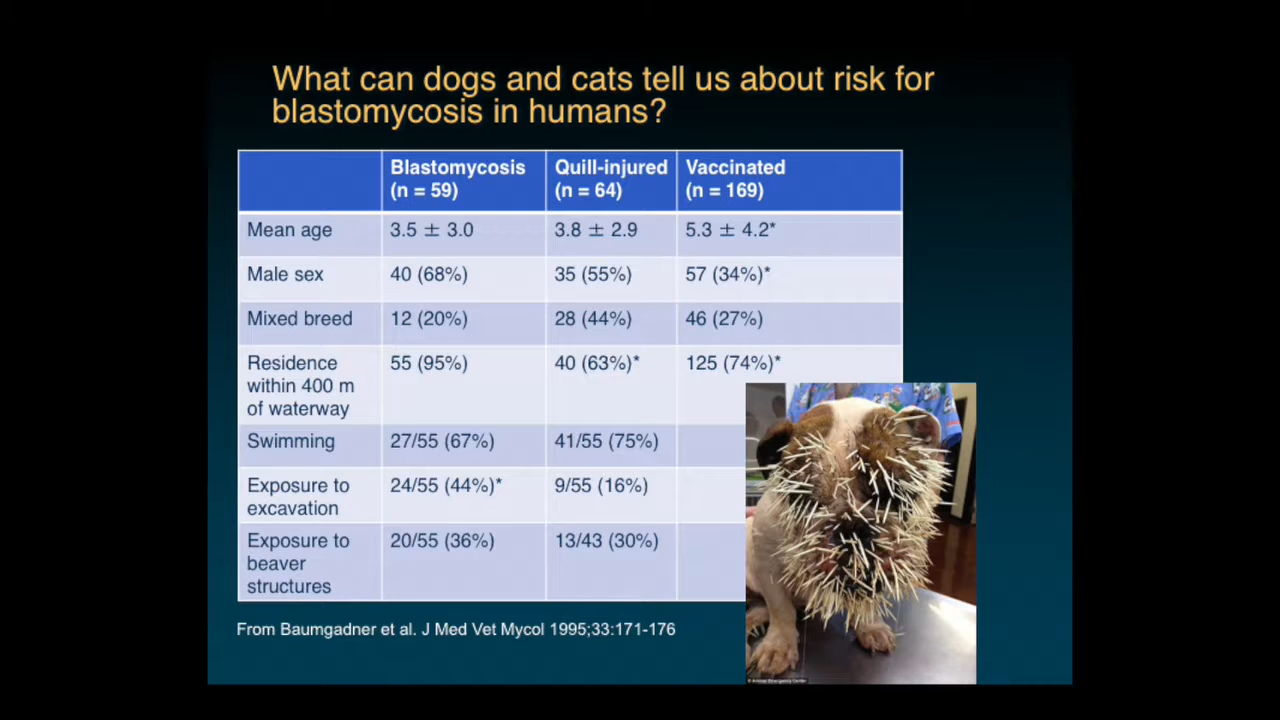 What can dogs and cats tell us about risk for
blastomycosis in humans?
Blastomycosis (n = 59) Quill-injured (n = 64) Vaccinated (n = 169)
Mean age 3.5 ± 3.0 3.8 ± 2.9 5.3 ± 4.2*
Male sex 40 (68%) 35 (55%) 57 (34%)*
Mixed breed 12 (20%) 28 (44%) 46 (27%)
Residence within 400 m of waterway 55 (95%) 40 (63%)* 125 (74%)*
Swimming 27/55 (67%) 41/55 (75%)
Exposure to excavation 24/55 (44%)* 9/55 (16%)
Exposure to beaver structures 20/55 (36%) 13/43 (30%)
From Baumgadner et al. J Med Vet Mycol 1995;33:171-176
© Animal Emergency Center